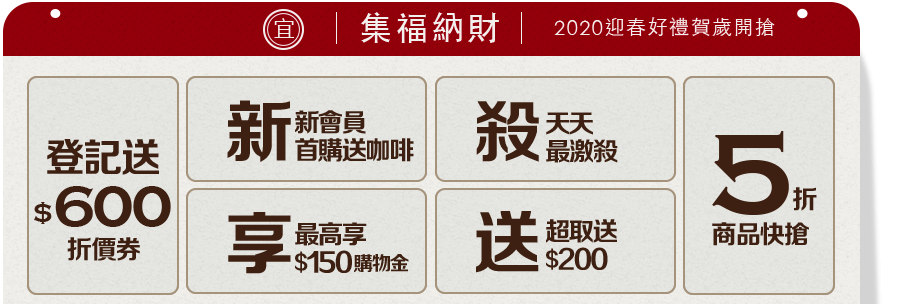 宜 集福納財 2020迎春好禮賀歲開搶
登記送
$600
折價券
新 新會員
首購送咖啡
殺 天天
最激殺
享 最高享
$150購物金
送 超取送
$200
5折
商品快搶